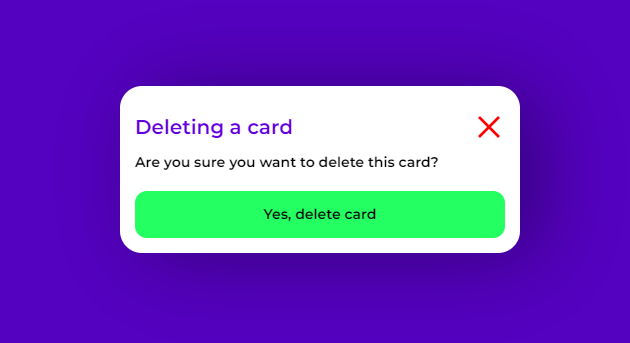 Deleting a card
Are you sure you want to delete this card?
Yes, delete card